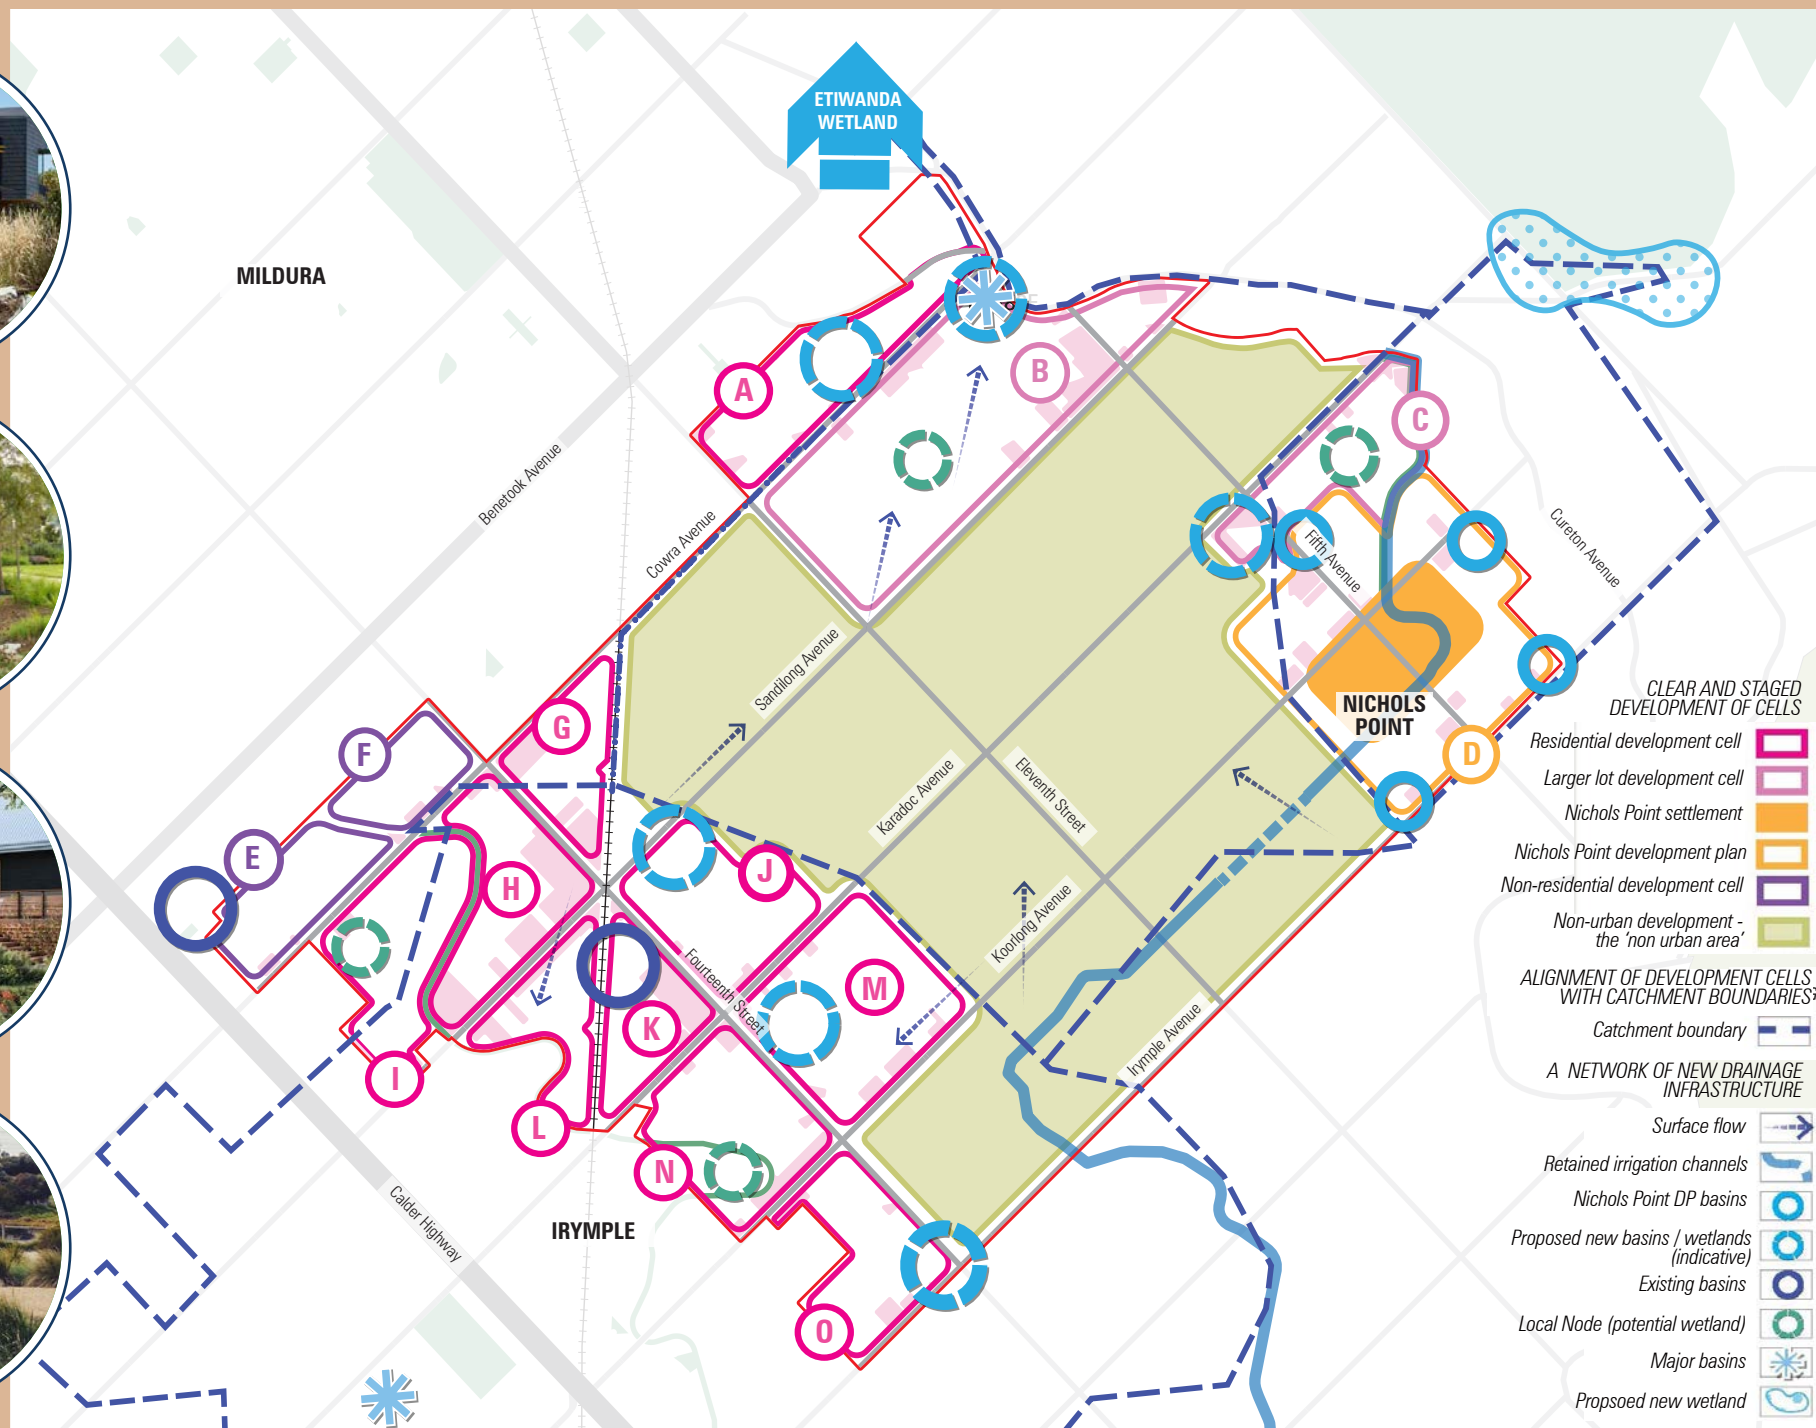 ETIWANDA
WETLAND
MILDURA
A
B
C
Benetook Avenue
Cowra Avenue
Fifth Avenue
Cureton Avenue
Sandilong Avenue
NICHOLS
POINT
D
G
F
E
H
J
Karadoc Avenue
Eleventh Street
Koorlong Avenue
Fourteenth Street
M
K
I
L
N
Irymple Avenue
Calder Highway
IRYMPLE
O
CLEAR AND STAGED
DEVELOPMENT OF CELLS
Residential development cell
Larger lot development cell
Nichols Point settlement
Nichols Point development plan
Non-residential development cell
Non-urban development -
the ‘non urban area’
ALIGNMENT OF DEVELOPMENT CELLS
WITH CATCHMENT BOUNDARIES*
Catchment boundary
A NETWORK OF NEW DRAINAGE
INFRASTRUCTURE
Surface flow
Retained irrigation channels
Nichols Point DP basins
Proposed new basins / wetlands
(indicative)
Existing basins
Local Node (potential wetland)
Major basins
Propsoed new wetland